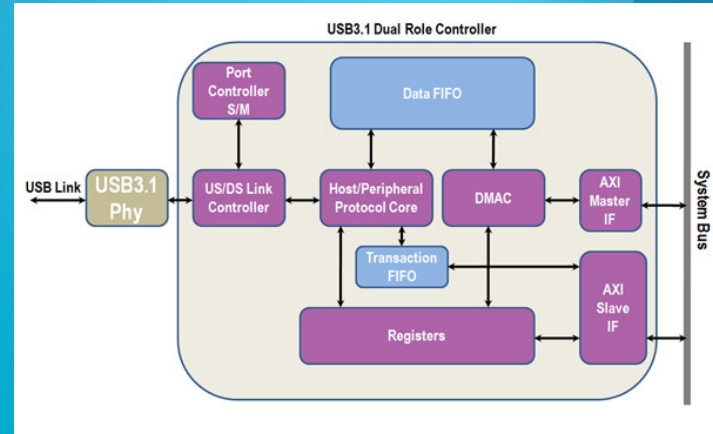 USB3.1 Dual Role Controller
Port
Controller
S/M
Data FIFO
USB Link
USB3.1
Phy
US/DS Link
Controller
Host/Peripheral
Protocol Core
DMAC
AXI
Master
IF
System Bus
Transaction
FIFO
AXI
Slave
IF
Registers